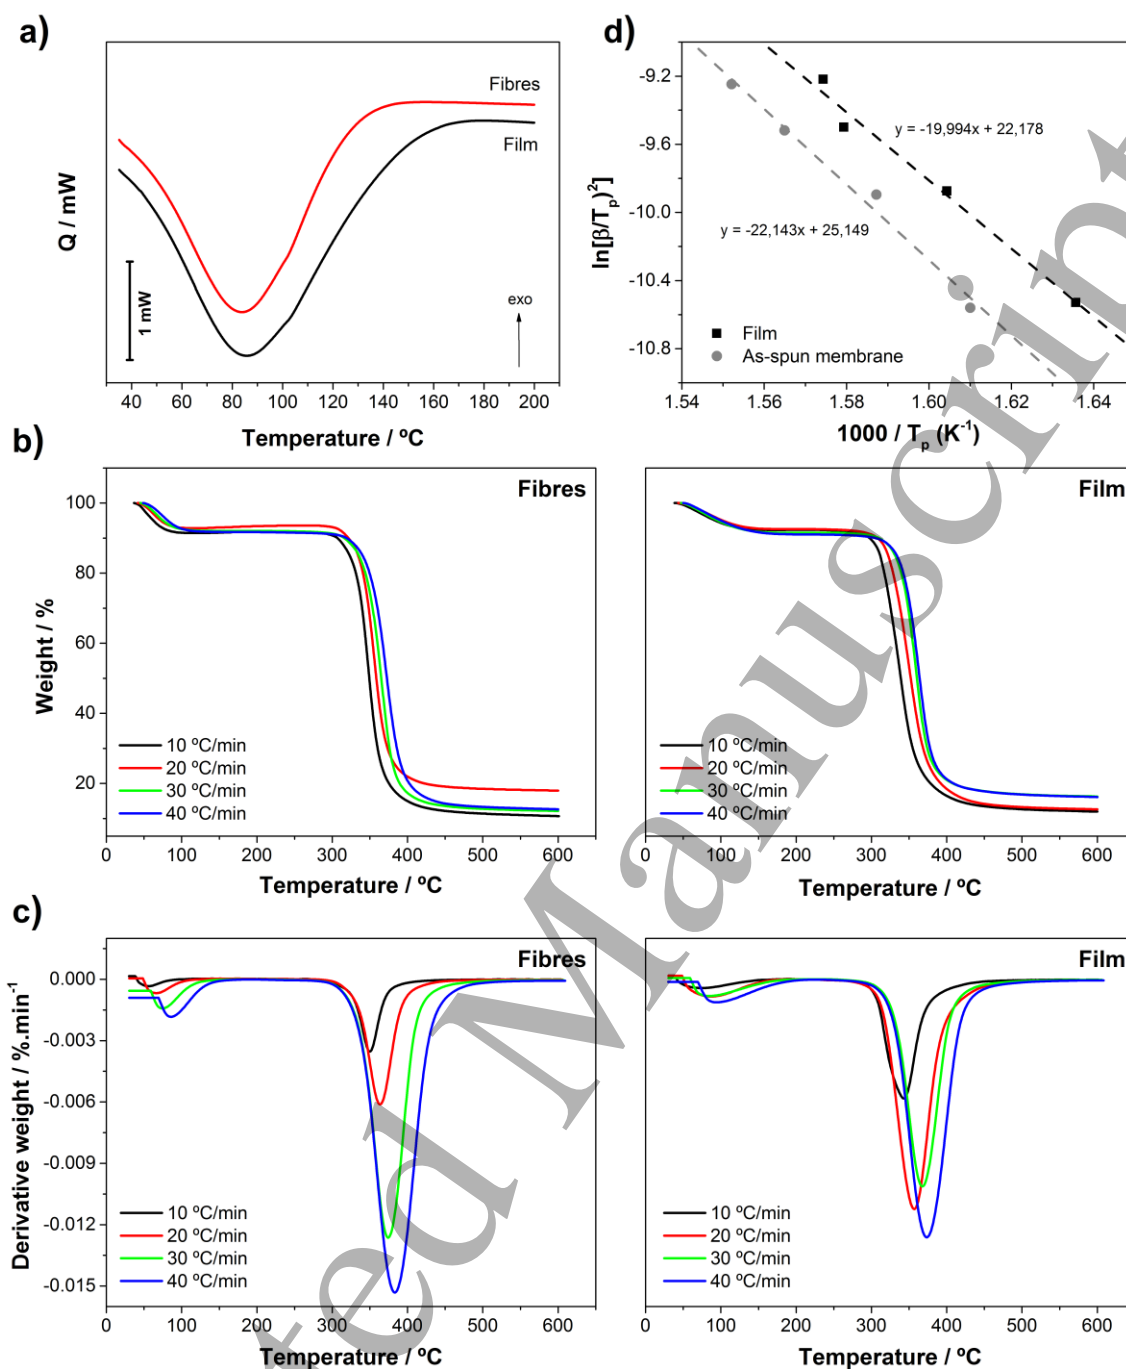 a)
Q / mW
Fibres
Film
1 mW
exo
40 60 80 100 120 140 160 180 200
Temperature / ºC
d)
ln[β/Tp)²]
-9.2
-9.6
-10.0
-10.4
-10.8
y = -19,994x + 22,178
y = -22,143x + 25,149
Film
As-spun membrane
1.54 1.56 1.58 1.60 1.62 1.64
1000 / Tp (K⁻¹)
b)
Weight / %
100
80
60
40
20
Fibres
10 ºC/min
20 ºC/min
30 ºC/min
40 ºC/min
0 100 200 300 400 500 600
Temperature / ºC
Film
10 ºC/min
20 ºC/min
30 ºC/min
40 ºC/min
0 100 200 300 400 500 600
Temperature / ºC
c)
Derivative weight / %.min⁻¹
0.000
-0.003
-0.006
-0.009
-0.012
-0.015
Fibres
10 ºC/min
20 ºC/min
30 ºC/min
40 ºC/min
0 100 200 300 400 500 600
Temperature / ºC
Film
10 ºC/min
20 ºC/min
30 ºC/min
40 ºC/min
0 100 200 300 400 500 600
Temperature / ºC
ted Manuscript